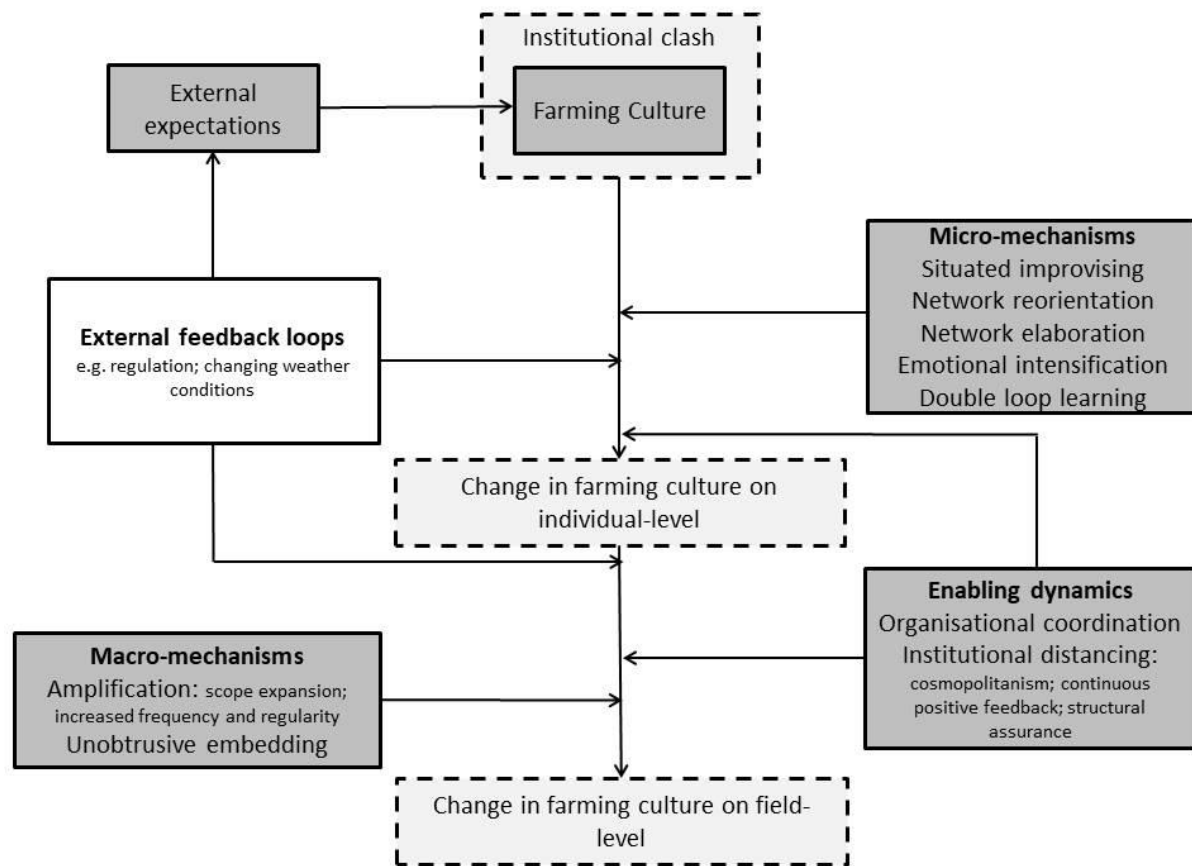 Institutional clash
Farming Culture
External
expectations
Micro-mechanisms
Situated improvising
Network reorientation
Network elaboration
Emotional intensification
Double loop learning
External feedback loops
e.g. regulation; changing weather
conditions
Change in farming culture on
individual-level
Enabling dynamics
Organisational coordination
Institutional distancing:
cosmopolitanism; continuous
positive feedback; structural
assurance
Macro-mechanisms
Amplification: scope expansion;
increased frequency and regularity
Unobtrusive embedding
Change in farming culture on field-
level